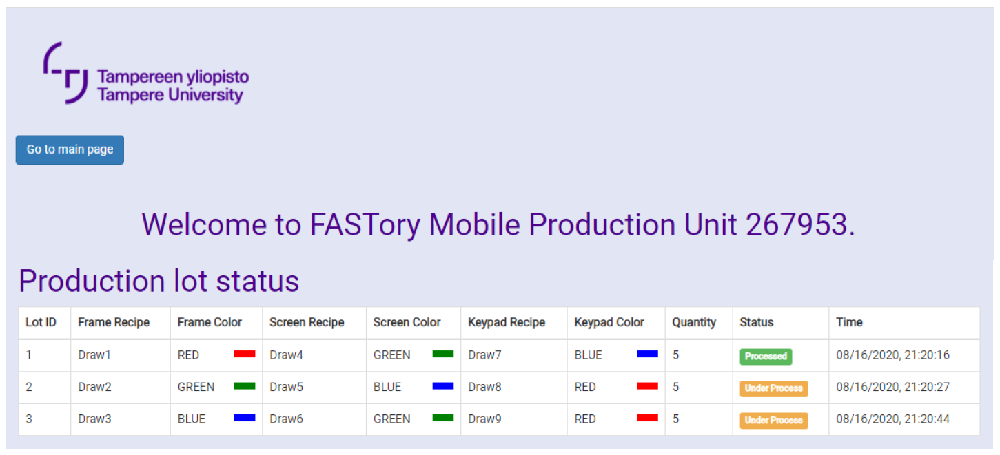 Tampereen yliopisto
Tampere University
Go to main page
Welcome to FASTory Mobile Production Unit 267953.
Production lot status
Lot ID Frame Recipe Frame Color Screen Recipe Screen Color Keypad Recipe Keypad Color Quantity Status Time
1 Draw1 RED Draw4 GREEN Draw7 BLUE 5 Processed 08/16/2020, 21:20:16
2 Draw2 GREEN Draw5 BLUE Draw8 RED 5 Under Process 08/16/2020, 21:20:27
3 Draw3 BLUE Draw6 GREEN Draw9 RED 5 Under Process 08/16/2020, 21:20:44